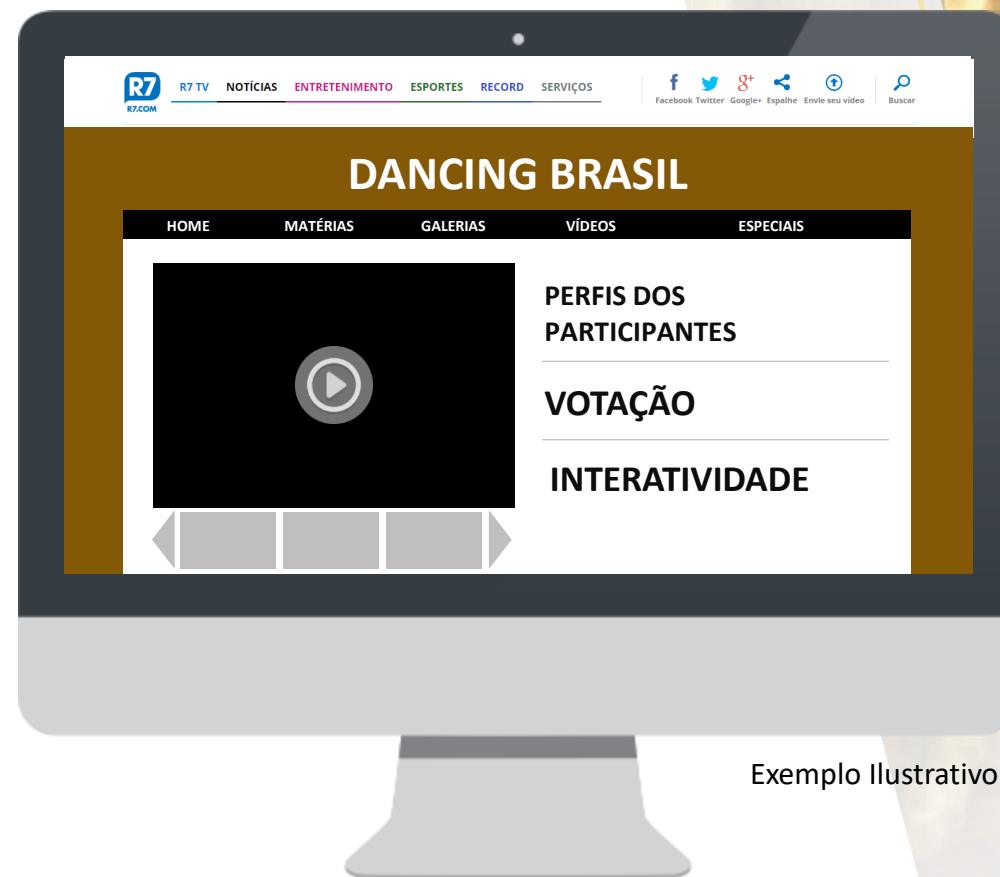 R7
R7.COM
R7 TV NOTÍCIAS ENTRETENIMENTO ESPORTES RECORD SERVIÇOS
Facebook Twitter Google+ Espalhe Envie seu vídeo Buscar
DANCING BRASIL
HOME MATÉRIAS GALERIAS VÍDEOS ESPECIAIS
PERFIS DOS
PARTICIPANTES
VOTAÇÃO
INTERATIVIDADE
Exemplo Ilustrativo